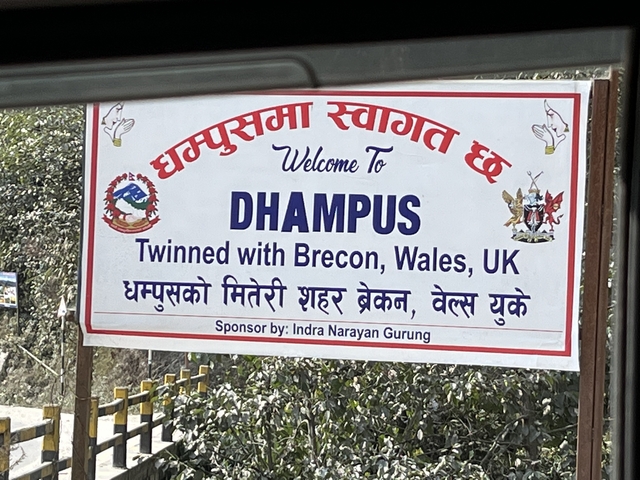 धम्पुसमा स्वागत छ
Welcome To
DHAMPUS
Twinned with Brecon, Wales, UK
धम्पुसको मितेरी शहर ब्रेकन, वेल्स युके
Sponsor by: Indra Narayan Gurung